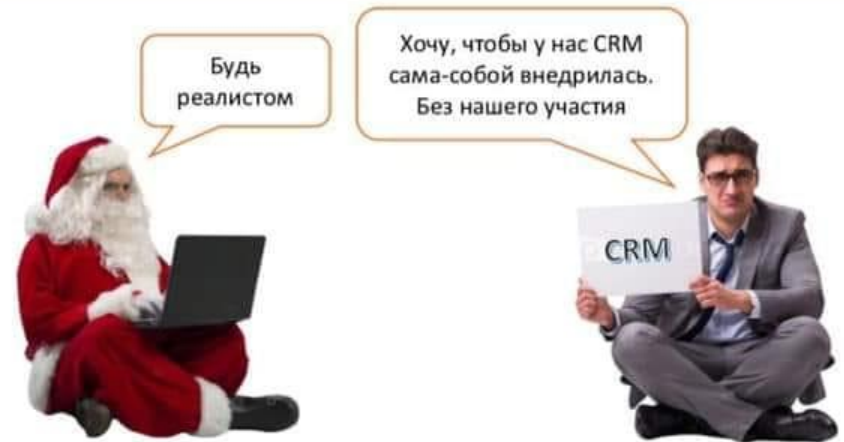 Будь
реалистом
Хочу, чтобы у нас CRM
сама-собой внедрилась.
Без нашего участия
CRM